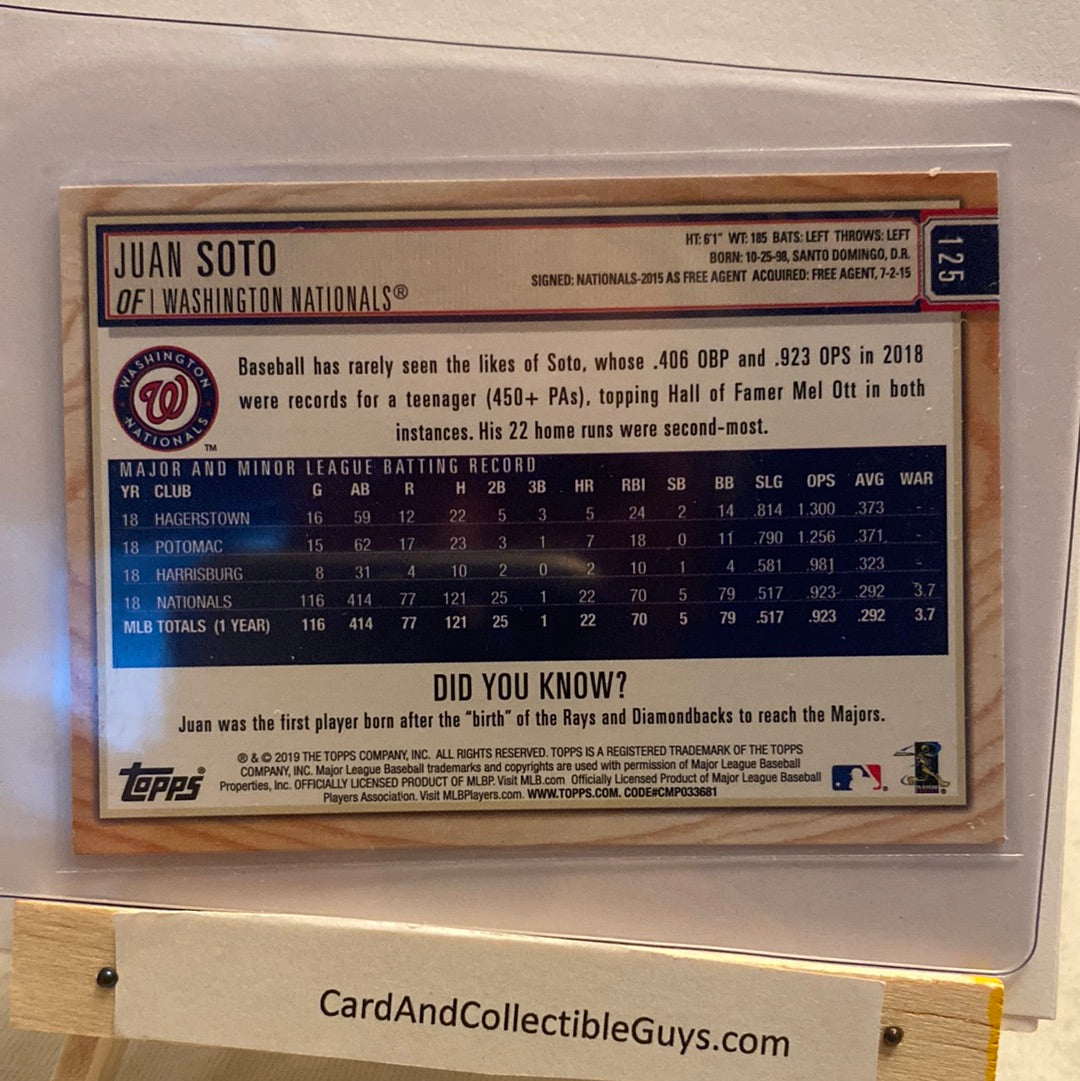 JUAN SOTO
OF | WASHINGTON NATIONALS®
HT: 6'1" WT: 185 BATS: LEFT THROWS: LEFT
BORN: 10-25-98, SANTO DOMINGO, D.R.
SIGNED: NATIONALS-2015 AS FREE AGENT ACQUIRED: FREE AGENT, 7-2-15
125
WASHINGTON
W
NATIONALS
TM
Baseball has rarely seen the likes of Soto, whose .406 OBP and .923 OPS in 2018
were records for a teenager (450+ PAs), topping Hall of Famer Mel Ott in both
instances. His 22 home runs were second-most.
MAJOR AND MINOR LEAGUE BATTING RECORD
YR CLUB G AB R H 2B 3B HR RBI SB BB SLG OPS AVG WAR
18 HAGERSTOWN 16 59 12 22 5 3 5 24 2 14 .814 1.300 .373 -
18 POTOMAC 15 62 17 23 3 1 7 18 0 11 .790 1.256 .371 -
18 HARRISBURG 8 31 4 10 2 0 2 10 1 4 .581 .981 .323 -
18 NATIONALS 116 414 77 121 25 1 22 70 5 79 .517 .923 .292 3.7
MLB TOTALS (1 YEAR) 116 414 77 121 25 1 22 70 5 79 .517 .923 .292 3.7
DID YOU KNOW?
Juan was the first player born after the "birth" of the Rays and Diamondbacks to reach the Majors.
TOPPS®
® & © 2019 THE TOPPS COMPANY, INC. ALL RIGHTS RESERVED. TOPPS IS A REGISTERED TRADEMARK OF THE TOPPS
COMPANY, INC. Major League Baseball trademarks and copyrights are used with permission of Major League Baseball
Properties, Inc. OFFICIALLY LICENSED PRODUCT OF MLBP. Visit MLB.com Officially Licensed Product of Major League Baseball
Players Association. Visit MLBPlayers.com. WWW.TOPPS.COM. CODE#CMP033681
CardAndCollectibleGuys.com